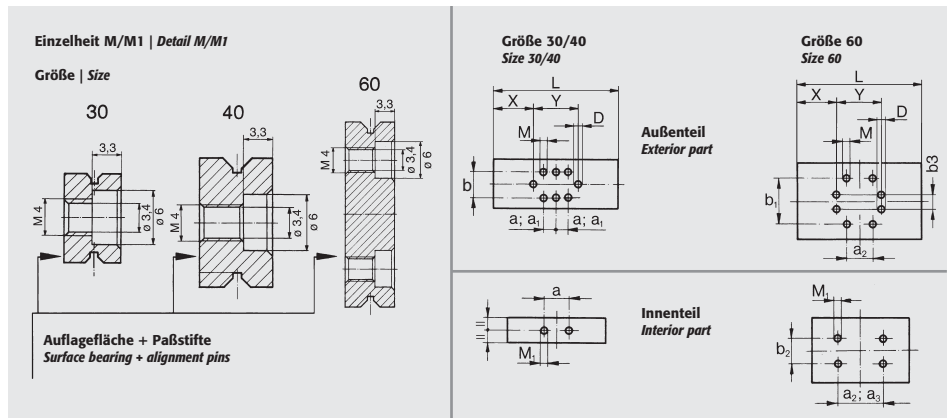 Einzelheit M/M1 | Detail M/M1
Größe | Size
30
40
60
3,3
3,3
3,3
M 4
ø 3,4
ø 6
M 4
ø 3,4
ø 6
M 4
ø 3,4
ø 6
Auflagefläche + Paßstifte
Surface bearing + alignment pins
Größe 30/40
Size 30/40
L
X
Y
D
M
b
a; a₁
a; a₁
Außenteil
Exterior part
Größe 60
Size 60
L
X
Y
D
M
b3
b₁
a₂
a
M₁
=
=
Innenteil
Interior part
M₁
b₂
a₂; a₃